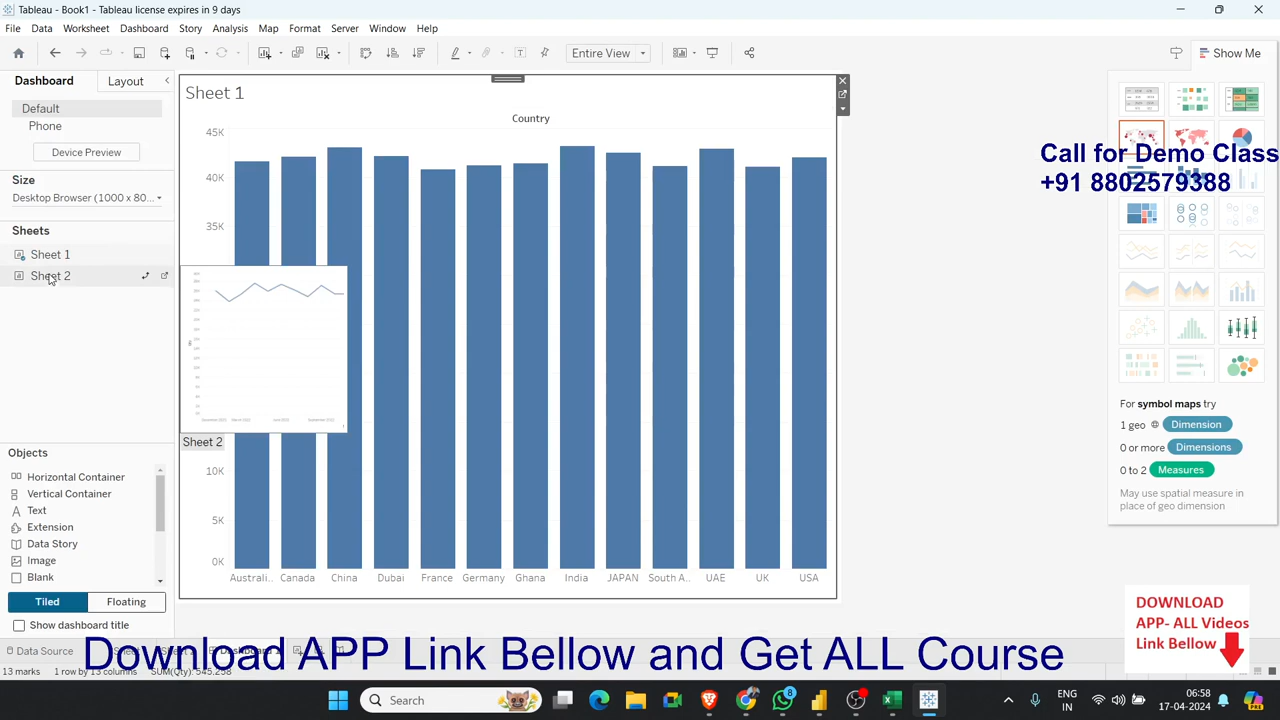 Tableau - Book1 - Tableau license expires in 9 days
File Data Worksheet Dashboard Story Analysis Map Format Server Window Help
Entire View
Show Me
Dashboard Layout
Default
Phone
Device Preview
Size
Desktop Browser (1000 x 80...
Sheets
Sheet 1
Sheet 2
Objects
Horizontal Container
Vertical Container
Text
Extension
Data Story
Image
Blank
Tiled Floating
Show dashboard title
Sheet 1
Country
45K
40K
35K
10K
5K
0K
Sheet 2
Australi.. Canada China Dubai France Germany Ghana India JAPAN South A.. UAE UK USA
Call for Demo Class
+91 8802579388
For symbol maps try
1 geo Dimension
0 or more Dimensions
0 to 2 Measures
May use spatial measure in
place of geo dimension
DOWNLOAD
APP- ALL Videos
Link Bellow
Data Source
Download APP Link Bellow and Get ALL Course
13 marks 1 row by 13 columns SUM(Qty): 545,258
Search
8
ENG
IN
06:58
17-04-2024